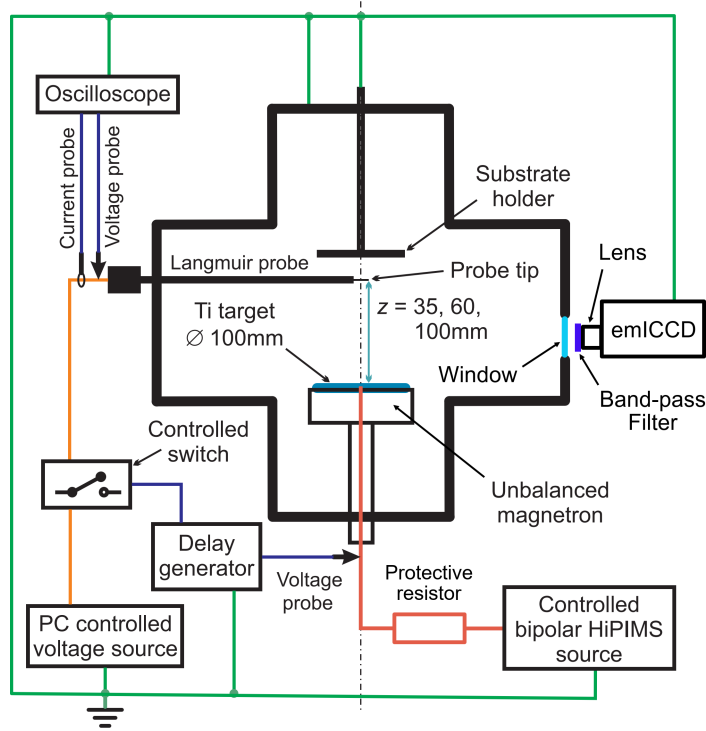 Oscilloscope
Current probe
Voltage probe
Substrate
holder
Langmuir probe
Probe tip
Lens
Ti target
∅ 100mm
z = 35, 60,
100mm
emICCD
Window
Band-pass
Filter
Controlled
switch
Unbalanced
magnetron
Delay
generator
Voltage
probe
Protective
resistor
Controlled
bipolar HiPIMS
source
PC controlled
voltage source